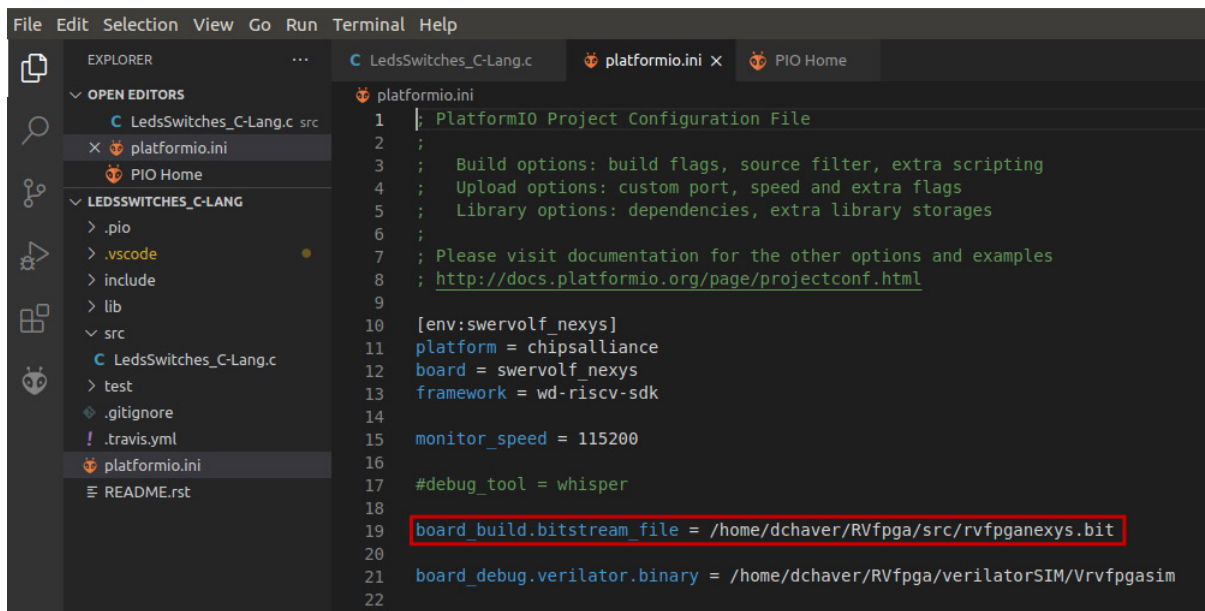 File Edit Selection View Go Run Terminal Help
EXPLORER ...
OPEN EDITORS
C LedsSwitches_C-Lang.c src
platformio.ini
PIO Home
LEDSSWITCHES_C-LANG
.pio
.vscode
include
lib
src
C LedsSwitches_C-Lang.c
test
.gitignore
! .travis.yml
platformio.ini
README.rst
C LedsSwitches_C-Lang.c platformio.ini PIO Home
platformio.ini
1 ; PlatformIO Project Configuration File
2 ;
3 ;   Build options: build flags, source filter, extra scripting
4 ;   Upload options: custom port, speed and extra flags
5 ;   Library options: dependencies, extra library storages
6 ;
7 ; Please visit documentation for the other options and examples
8 ; http://docs.platformio.org/page/projectconf.html
9
10 [env:swervolf_nexys]
11 platform = chipsalliance
12 board = swervolf_nexys
13 framework = wd-riscv-sdk
14
15 monitor_speed = 115200
16
17 #debug_tool = whisper
18
19 board_build.bitstream_file = /home/dchaver/RVfpga/src/rvfpganexys.bit
20
21 board_debug.verilator.binary = /home/dchaver/RVfpga/verilatorSIM/Vrvfpgasim
22